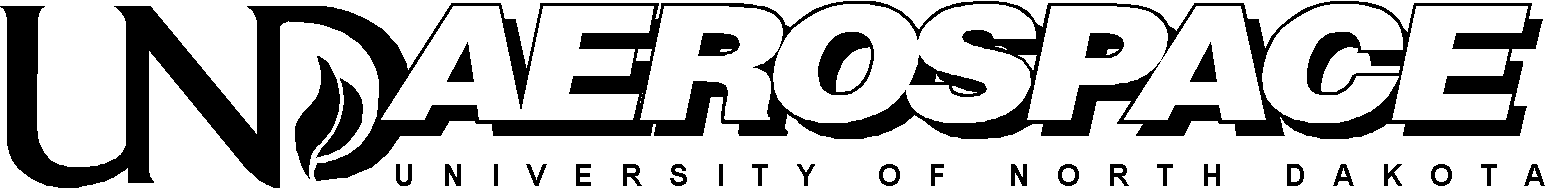 UND AEROSPACE
UNIVERSITY OF NORTH DAKOTA